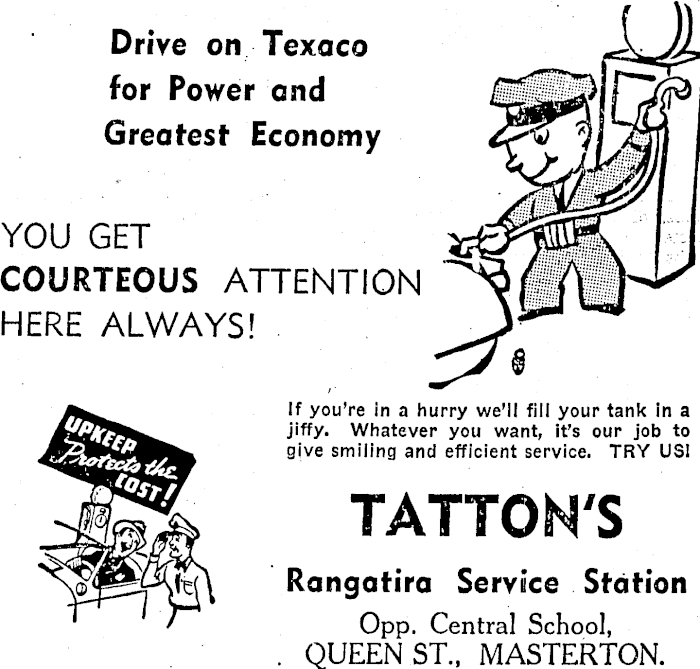 Drive on Texaco
for Power and
Greatest Economy
YOU GET
COURTEOUS ATTENTION
HERE ALWAYS!
If you're in a hurry we'll fill your tank in a
jiffy. Whatever you want, it's our job to
give smiling and efficient service. TRY US!
UPKEEP
Protects the
COST!
TATTON'S
Rangatira Service Station
Opp. Central School,
QUEEN ST., MASTERTON.